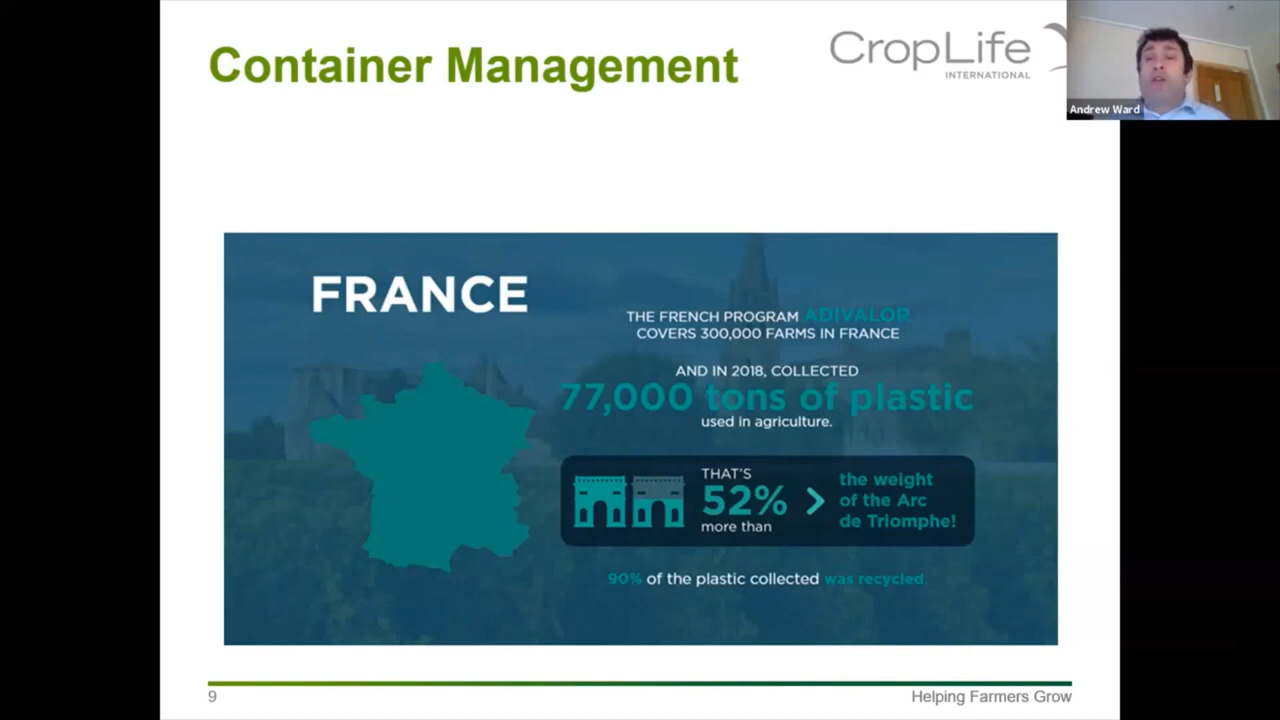 Container Management
CropLife
INTERNATIONAL
Andrew Ward
FRANCE
THE FRENCH PROGRAM ADIVALOR
COVERS 300,000 FARMS IN FRANCE
AND IN 2018, COLLECTED
77,000 tons of plastic
used in agriculture.
THAT'S
52%
more than
the weight
of the Arc
de Triomphe!
90% of the plastic collected was recycled.
9
Helping Farmers Grow